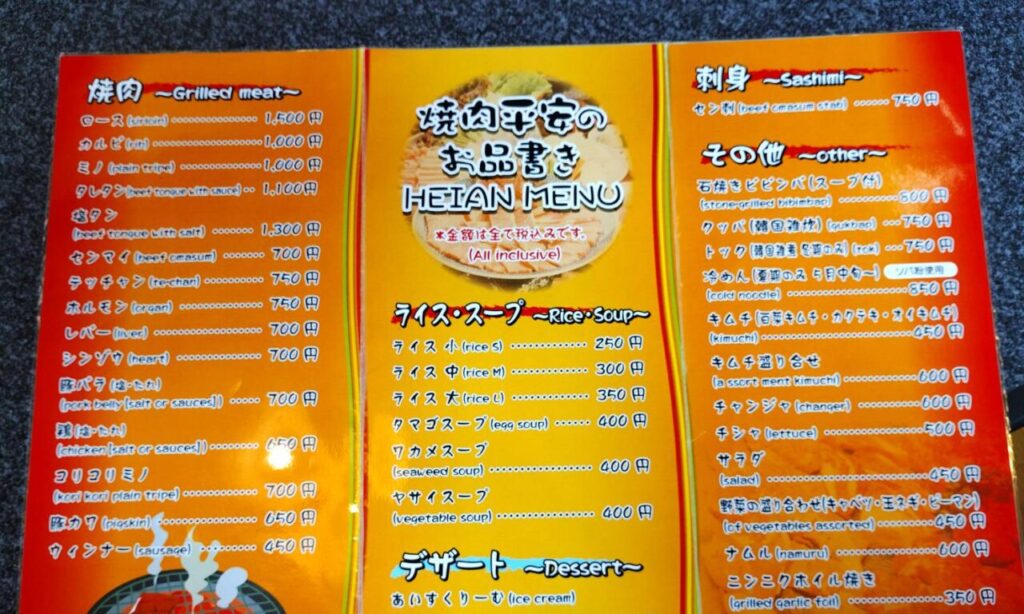 焼肉 ～Grilled meat～
ロース (sirloin) 1,500円
カルビ (rib) 1,000円
ミノ (plain tripe) 1,000円
タレタン (beef tongue with sauce) 1,100円
塩タン
(beef tongue with salt) 1,300円
センマイ (beef omasum) 700円
テッチャン (te-chan) 750円
ホルモン (organ) 750円
レバー (liver) 700円
シンゾウ (heart) 700円
豚バラ (塩・たれ)
(pork belly [salt or sauces]) 700円
鶏 (塩・たれ)
(chicken [salt or sauces]) 650円
コリコリミノ
(kori kori plain tripe) 700円
豚カワ (pigskin) 650円
ウィンナー (sausage) 450円
焼肉平安の
お品書き
HEIAN MENU
*金額は全て税込みです。
(All inclusive)
ライス・スープ ～Rice・Soup～
ライス 小 (rice S) 250円
ライス 中 (rice M) 300円
ライス 大 (rice L) 350円
タマゴスープ (egg soup) 400円
ワカメスープ
(seaweed soup) 400円
ヤサイスープ
(vegetable soup) 400円
デザート ～Dessert～
あいすくりーむ (ice cream)
刺身 ～Sashimi～
セン刺 (beef omasum stab) 750円
その他 ～other～
石焼きビビンバ (スープ付)
(stone-grilled bibimbap) 800円
クッパ (韓国雑炊) (gukbap) 750円
トック (韓国雑煮 冬期のみ) (tok) 750円
冷めん (夏期のみ 5月中旬～) ソバ粉使用
(cold noodle) 850円
キムチ (白菜キムチ・カクテキ・オイキムチ)
(kimuchi) 450円
キムチ盛り合せ
(a ssort ment kimuchi) 600円
チャンジャ (changer) 600円
チシャ (lettuce) 500円
サラダ
(salad) 450円
野菜の盛り合わせ (キャベツ・玉ネギ・ピーマン)
(of vegetables assorted) 450円
ナムル (namuru) 600円
ニンニクホイル焼き
(grilled garlic foil) 350円